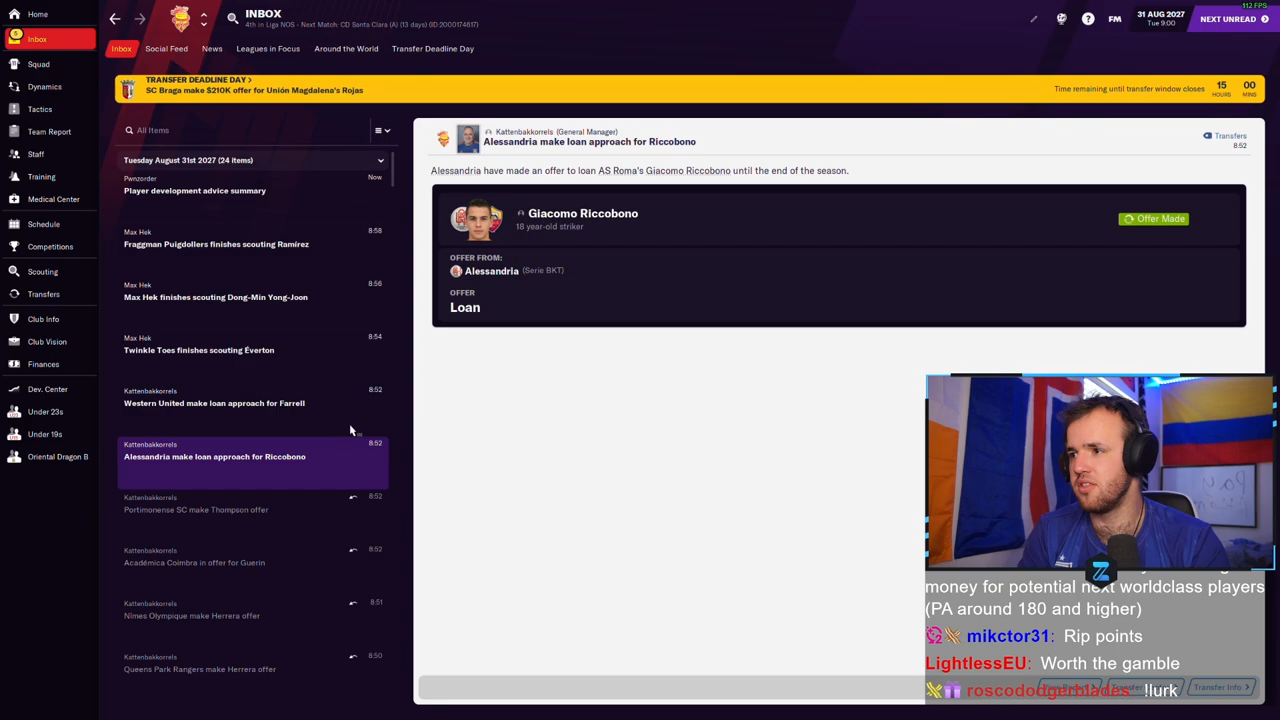 112 FPS
Home
INBOX
4th in Liga NOS - Next Match: CD Santa Clara (A) (13 days) (ID:2000174617)
FM
31 AUG 2027
Tue 9:00
NEXT UNREAD
5
Inbox
Inbox
Social Feed
News
Leagues in Focus
Around the World
Transfer Deadline Day
Squad
Dynamics
Tactics
Team Report
Staff
Training
Medical Center
Schedule
Competitions
Scouting
Transfers
Club Info
Club Vision
Finances
Dev. Center
Under 23s
Under 19s
Oriental Dragon B
TRANSFER DEADLINE DAY >
SC Braga make $210K offer for Unión Magdalena's Rojas
Time remaining until transfer window closes
15
HOURS
00
MINS
All Items
Tuesday August 31st 2027 (24 items)
Pwnzorder
Now
Player development advice summary
Max Hek
8:58
Fraggman Puigdollers finishes scouting Ramírez
Max Hek
8:56
Max Hek finishes scouting Dong-Min Yong-Joon
Max Hek
8:54
Twinkle Toes finishes scouting Éverton
Kattenbakkorrels
8:52
Western United make loan approach for Farrell
Kattenbakkorrels
8:52
Alessandria make loan approach for Riccobono
Kattenbakkorrels
8:52
Portimonense SC make Thompson offer
Kattenbakkorrels
8:52
Académica Coimbra in offer for Guerin
Kattenbakkorrels
8:51
Nîmes Olympique make Herrera offer
Kattenbakkorrels
8:50
Queens Park Rangers make Herrera offer
Kattenbakkorrels (General Manager)
Alessandria make loan approach for Riccobono
Transfers
8:52
Alessandria have made an offer to loan AS Roma's Giacomo Riccobono until the end of the season.
Giacomo Riccobono
18 year-old striker
Offer Made
OFFER FROM:
Alessandria (Serie BKT)
OFFER
Loan
money for potential next worldclass players
(PA around 180 and higher)
mikctor31: Rip points
LightlessEU: Worth the gamble
roscododgerblades: !lurk
Transfer Info >